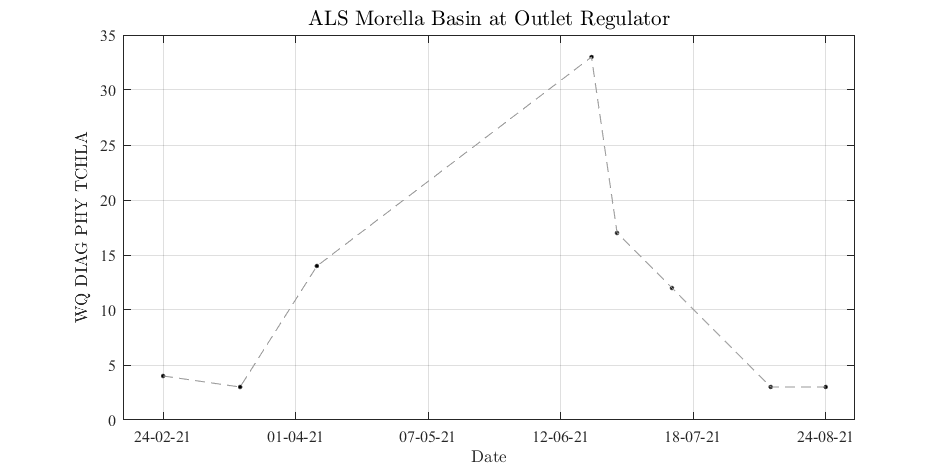 ALS Morella Basin at Outlet Regulator
WQ DIAG PHY TCHLA
35
30
25
20
15
10
5
0
24-02-21 01-04-21 07-05-21 12-06-21 18-07-21 24-08-21
Date